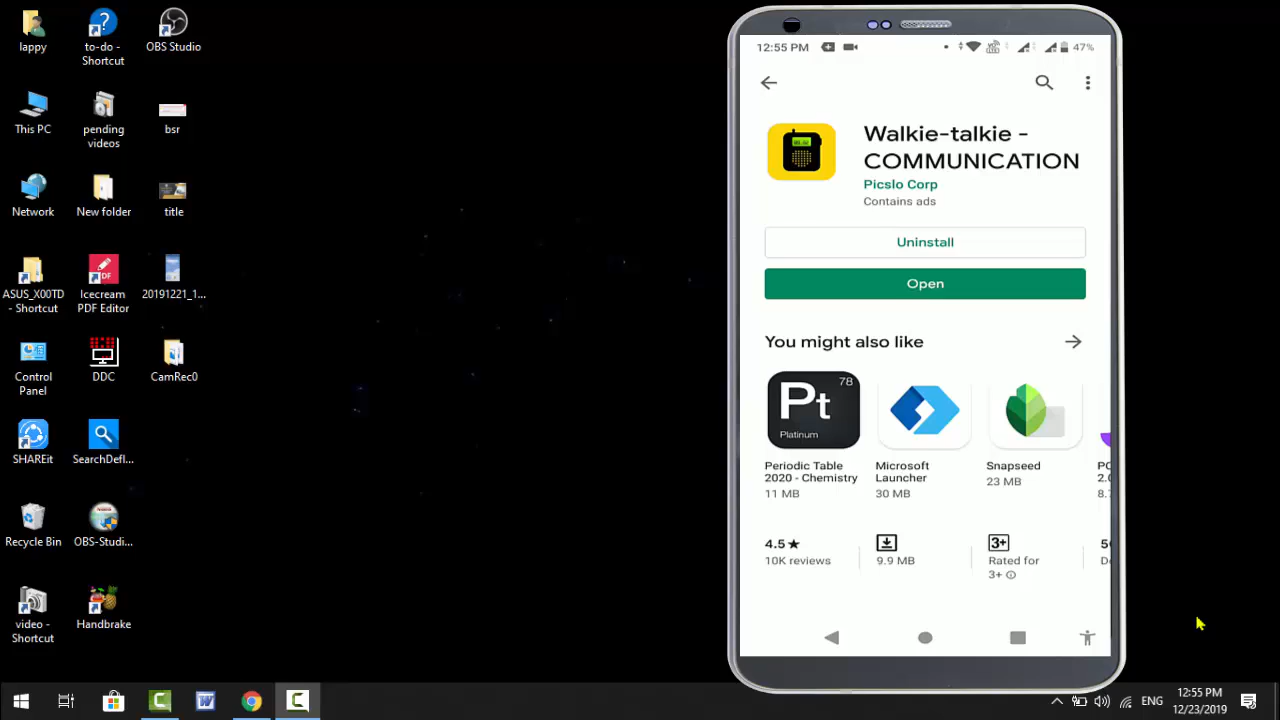 lappy
to-do -
Shortcut
OBS Studio
This PC
pending
videos
bsr
Network
New folder
title
ASUS_X00TD
- Shortcut
Icecream
PDF Editor
20191221_1...
Control
Panel
DDC
CamRec0
SHAREit
SearchDefl...
Recycle Bin
OBS-Studi...
video -
Shortcut
Handbrake
12:55 PM
47%
Walkie-talkie -
COMMUNICATION
Picslo Corp
Contains ads
Uninstall
Open
You might also like
78
Pt
Platinum
Periodic Table
2020 - Chemistry
11 MB
Microsoft
Launcher
30 MB
Snapseed
23 MB
PC
2.0
8.
4.5★
10K reviews
9.9 MB
3+
Rated for
3+
ENG
12:55 PM
12/23/2019